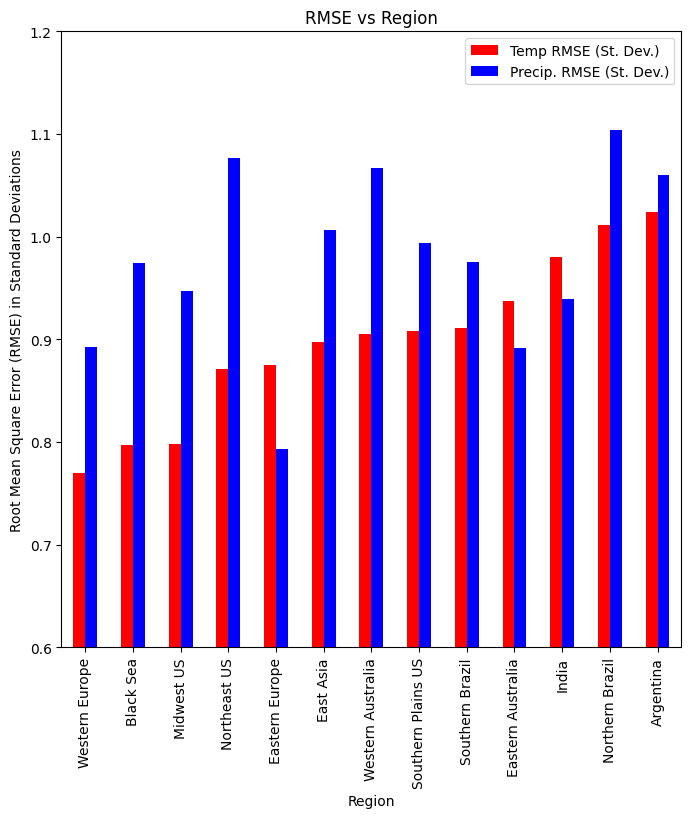 RMSE vs Region
Temp RMSE (St. Dev.)
Precip. RMSE (St. Dev.)
Root Mean Square Error (RMSE) in Standard Deviations
1.2
1.1
1.0
0.9
0.8
0.7
0.6
Western Europe
Black Sea
Midwest US
Northeast US
Eastern Europe
East Asia
Western Australia
Southern Plains US
Southern Brazil
Eastern Australia
India
Northern Brazil
Argentina
Region